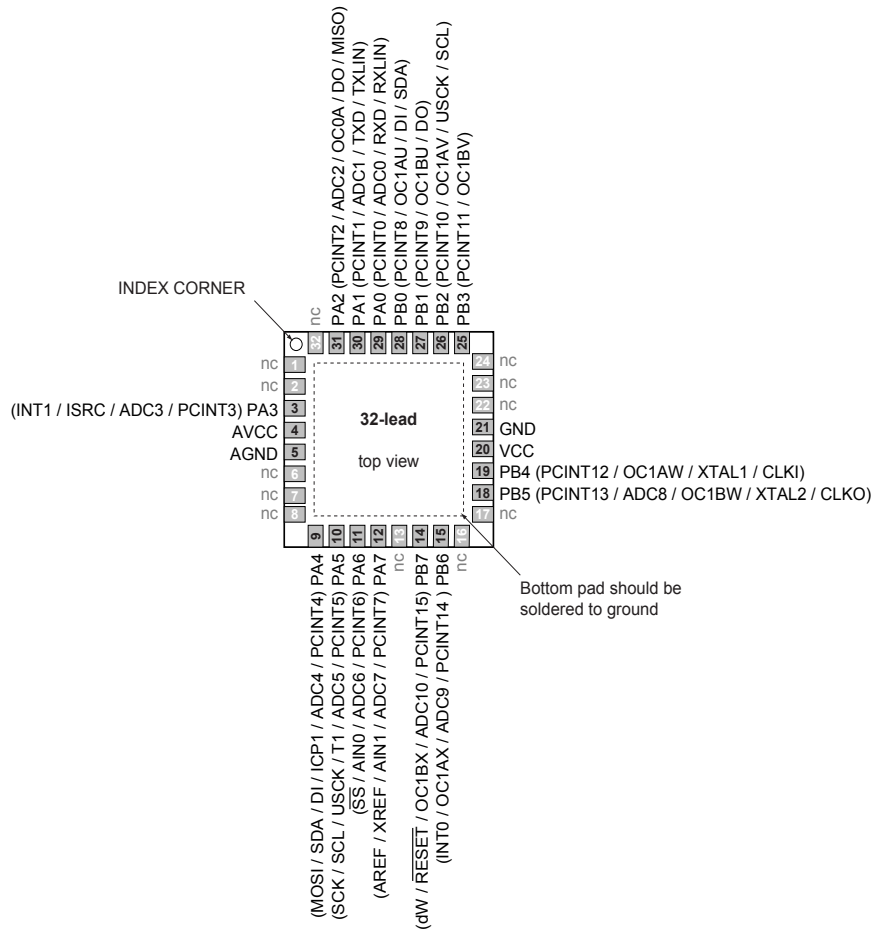 PA2 (PCINT2 / ADC2 / OC0A / DO / MISO)
PA1 (PCINT1 / ADC1 / TXD / TXLIN)
PA0 (PCINT0 / ADC0 / RXD / RXLIN)
PB0 (PCINT8 / OC1AU / DI / SDA)
PB1 (PCINT9 / OC1BU / DO)
PB2 (PCINT10 / OC1AV / USCK / SCL)
PB3 (PCINT11 / OC1BV)
INDEX CORNER
nc
32
31
30
29
28
27
26
25
nc 1
nc 2
(INT1 / ISRC / ADC3 / PCINT3) PA3 3
AVCC 4
AGND 5
nc 6
nc 7
nc 8
32-lead
top view
24 nc
23 nc
22 nc
21 GND
20 VCC
19 PB4 (PCINT12 / OC1AW / XTAL1 / CLKI)
18 PB5 (PCINT13 / ADC8 / OC1BW / XTAL2 / CLKO)
17 nc
9
10
11
12
13
14
15
16
(MOSI / SDA / DI / ICP1 / ADC4 / PCINT4) PA4
(SCK / SCL / USCK / T1 / ADC5 / PCINT5) PA5
(SS / AIN0 / ADC6 / PCINT6) PA6
(AREF / XREF / AIN1 / ADC7 / PCINT7) PA7
nc
(dW / RESET / OC1BX / ADC10 / PCINT15) PB7
(INT0 / OC1AX / ADC9 / PCINT14 ) PB6
nc
Bottom pad should be
soldered to ground